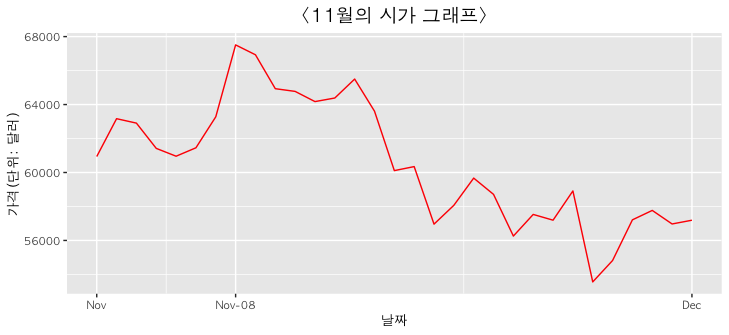 〈11월의 시가 그래프〉
68000
64000
60000
56000
가격(단위: 달러)
Nov
Nov-08
Dec
날짜